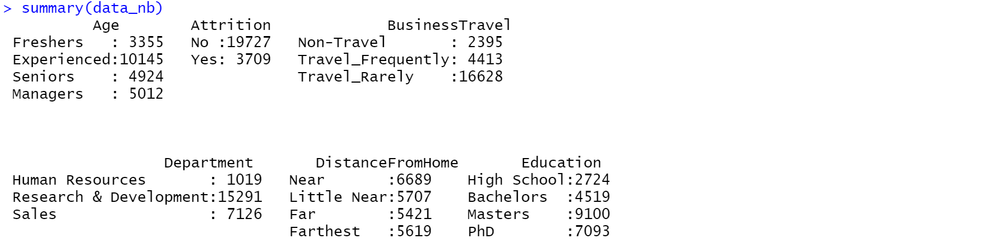 > summary(data_nb)
Age Attrition BusinessTravel
Freshers : 3355 No :19727 Non-Travel : 2395
Experienced:10145 Yes: 3709 Travel_Frequently: 4413
Seniors : 4924 Travel_Rarely :16628
Managers : 5012
Department DistanceFromHome Education
Human Resources : 1019 Near :6689 High School:2724
Research & Development:15291 Little Near:5707 Bachelors :4519
Sales : 7126 Far :5421 Masters :9100
Farthest :5619 PhD :7093